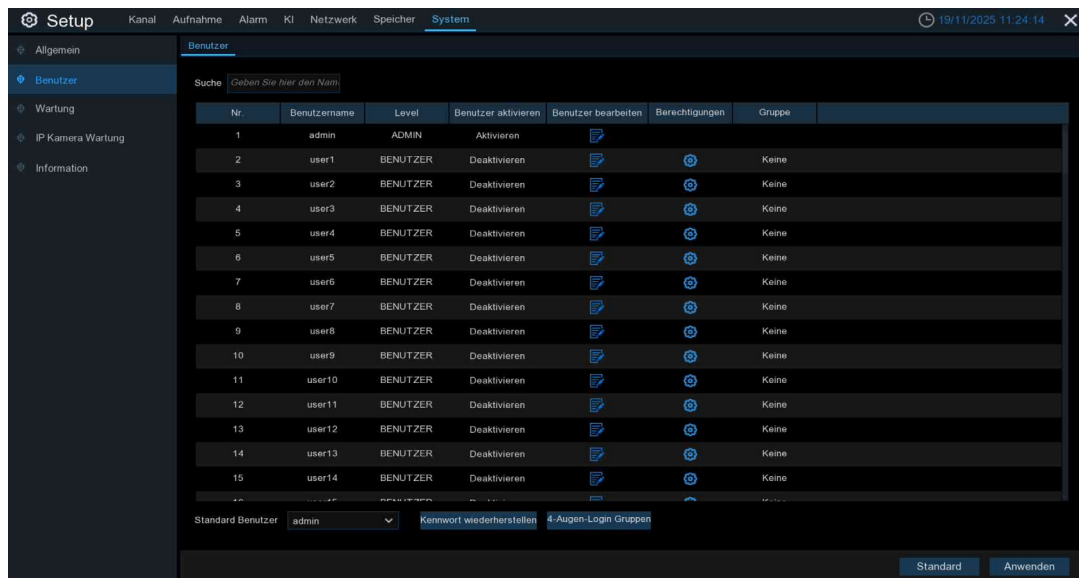 Setup Kanal Aufnahme Alarm KI Netzwerk Speicher System 19/11/2025 11:24:14
Allgemein
Benutzer
Wartung
IP Kamera Wartung
Information
Benutzer
Suche Geben Sie hier den Nam
Nr. Benutzername Level Benutzer aktivieren Benutzer bearbeiten Berechtigungen Gruppe
1 admin ADMIN Aktivieren
2 user1 BENUTZER Deaktivieren Keine
3 user2 BENUTZER Deaktivieren Keine
4 user3 BENUTZER Deaktivieren Keine
5 user4 BENUTZER Deaktivieren Keine
6 user5 BENUTZER Deaktivieren Keine
7 user6 BENUTZER Deaktivieren Keine
8 user7 BENUTZER Deaktivieren Keine
9 user8 BENUTZER Deaktivieren Keine
10 user9 BENUTZER Deaktivieren Keine
11 user10 BENUTZER Deaktivieren Keine
12 user11 BENUTZER Deaktivieren Keine
13 user12 BENUTZER Deaktivieren Keine
14 user13 BENUTZER Deaktivieren Keine
15 user14 BENUTZER Deaktivieren Keine
Standard Benutzer admin Kennwort wiederherstellen 4-Augen-Login Gruppen
Standard Anwenden